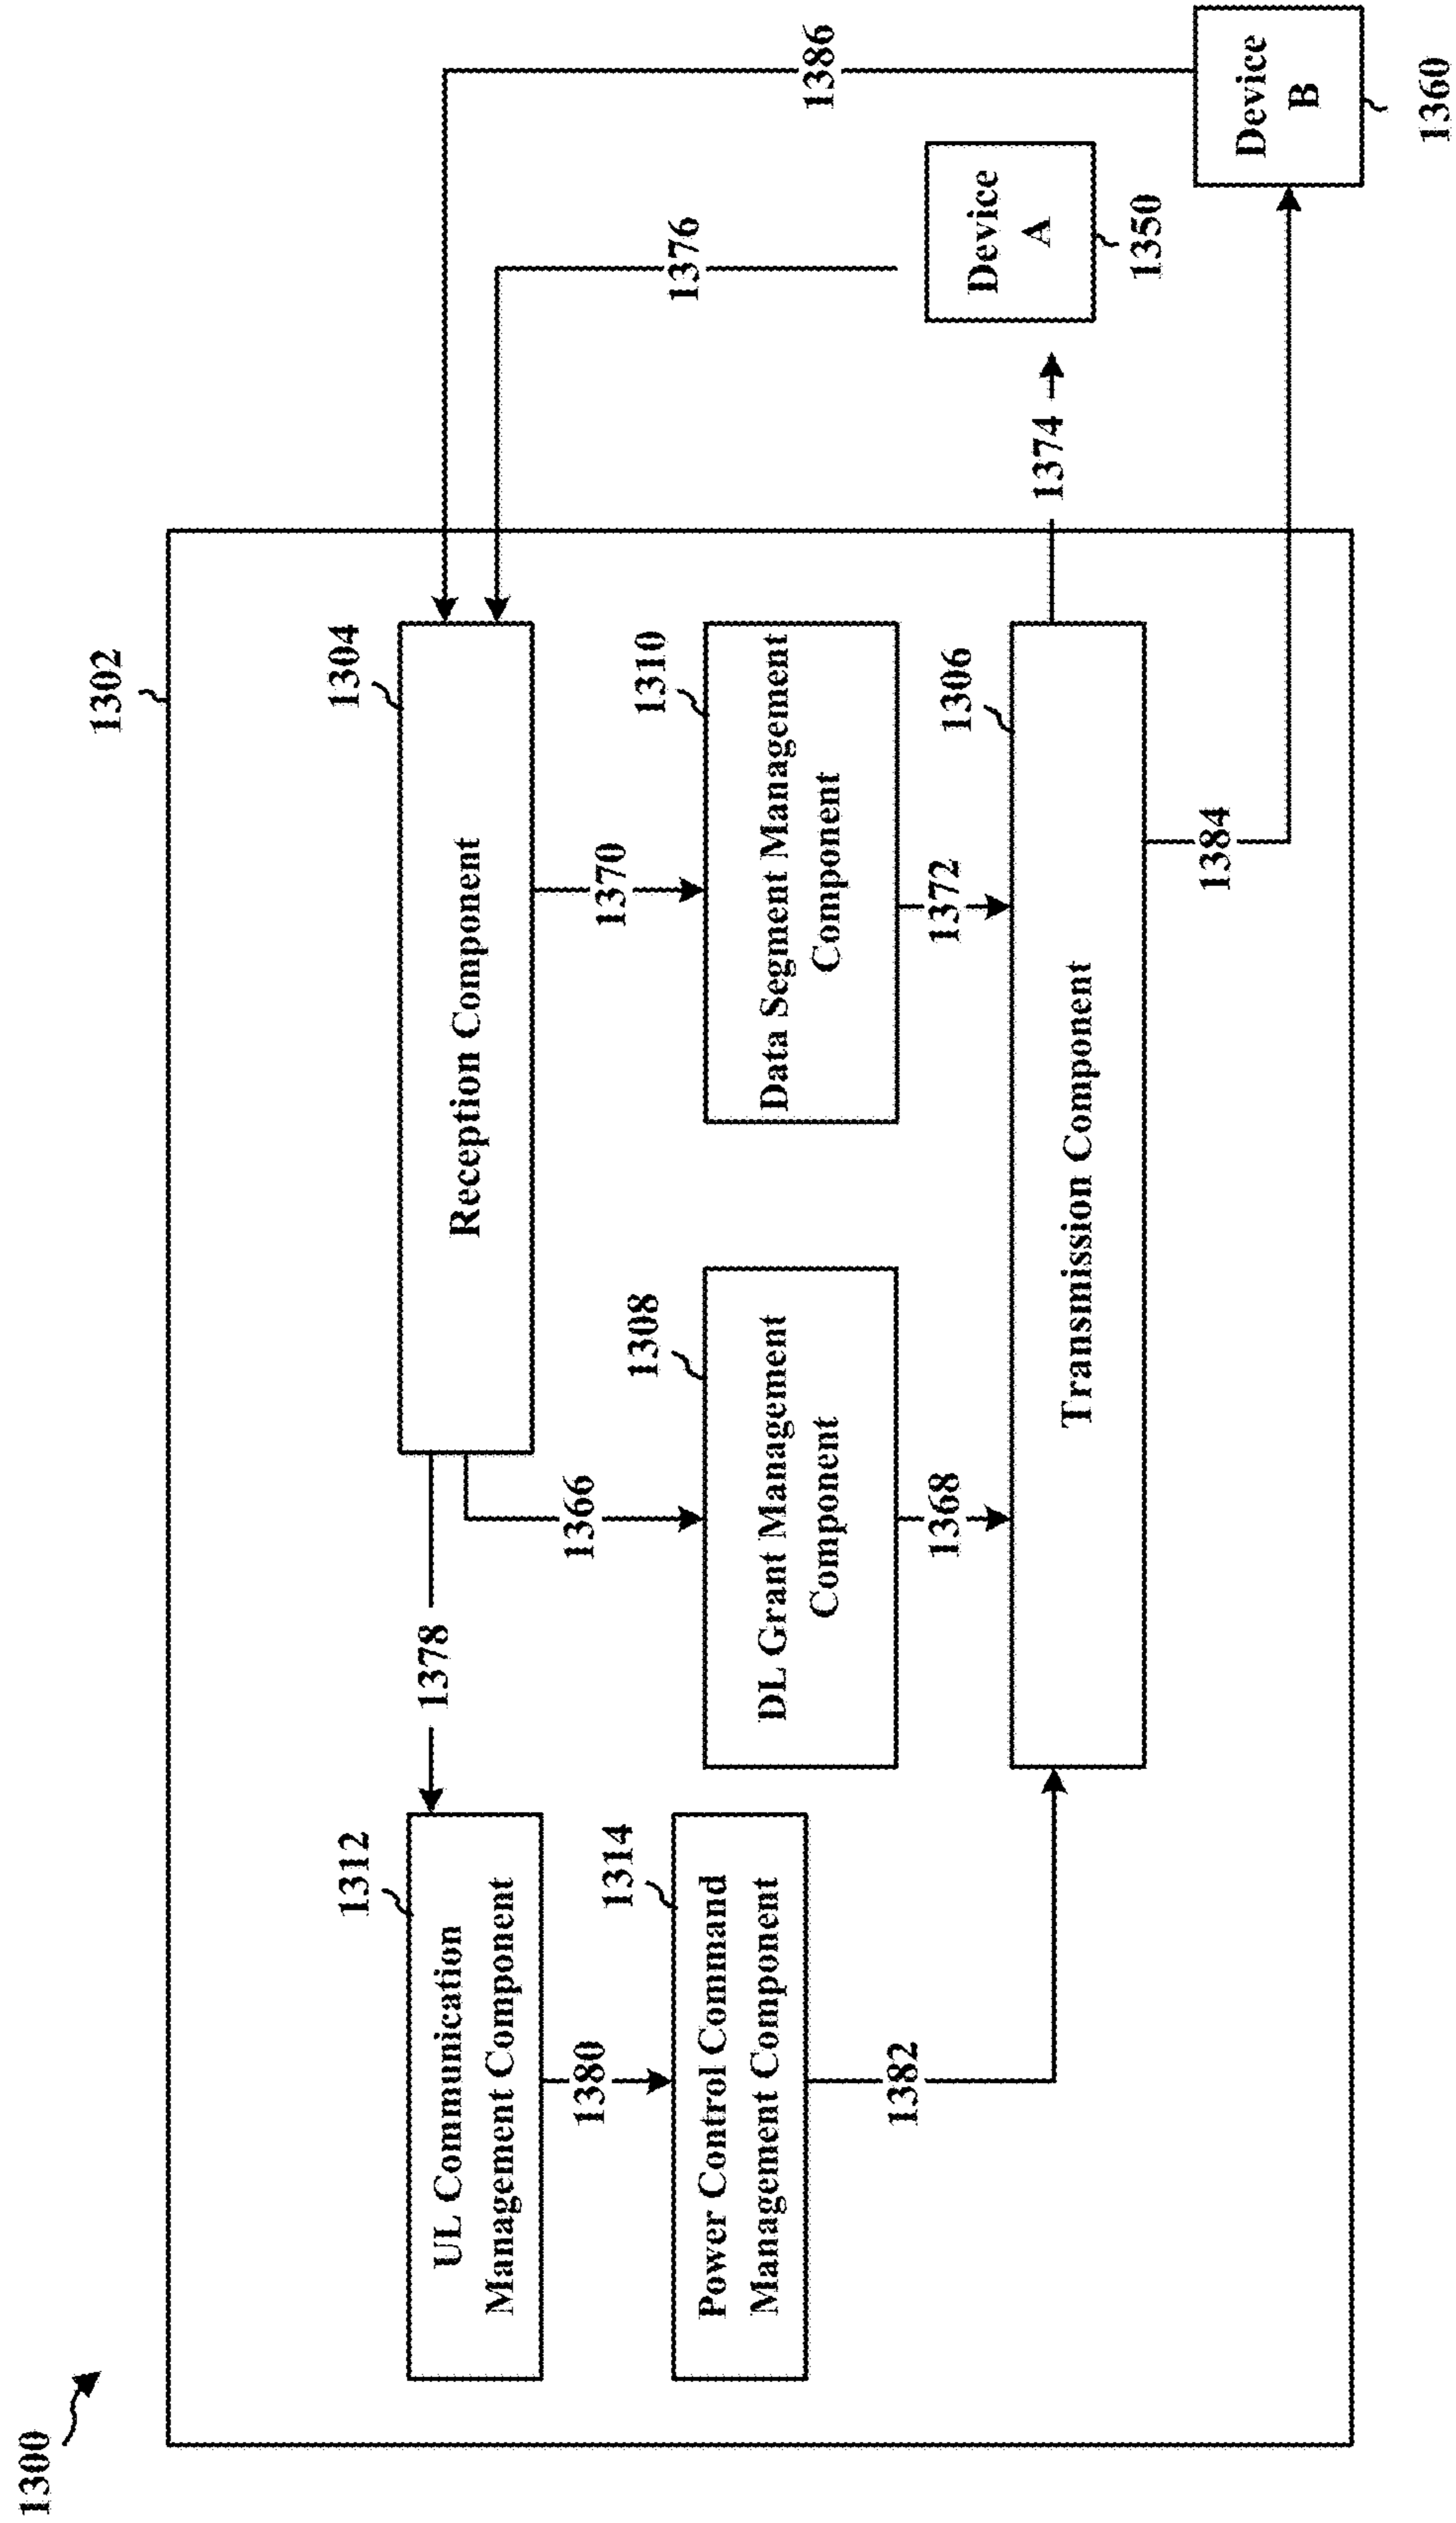 1300
1302
1312
UL Communication
Management Component
1378
1304
Reception Component
1386
1376
1380
1366
1370
1314
Power Control Command
Management Component
1308
DL Grant Management
Component
1310
Data Segment Management
Component
1382
1368
1372
1306
Transmission Component
1374
Device
A
1350
1384
Device
B
1360